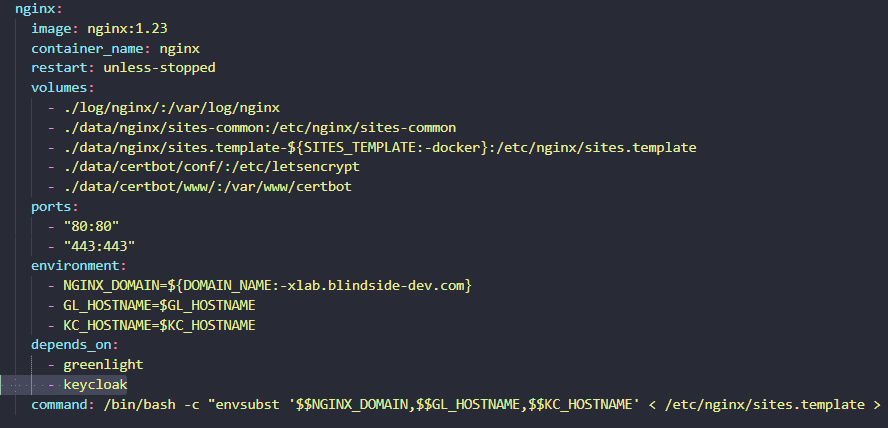 nginx:
image: nginx:1.23
container_name: nginx
restart: unless-stopped
volumes:
- ./log/nginx/:/var/log/nginx
- ./data/nginx/sites-common:/etc/nginx/sites-common
- ./data/nginx/sites.template-${SITES_TEMPLATE:-docker}:/etc/nginx/sites.template
- ./data/certbot/conf/:/etc/letsencrypt
- ./data/certbot/www/:/var/www/certbot
ports:
- "80:80"
- "443:443"
environment:
- NGINX_DOMAIN=${DOMAIN_NAME:-xlab.blindside-dev.com}
- GL_HOSTNAME=$GL_HOSTNAME
- KC_HOSTNAME=$KC_HOSTNAME
depends_on:
- greenlight
- keycloak
command: /bin/bash -c "envsubst '$$NGINX_DOMAIN,$$GL_HOSTNAME,$$KC_HOSTNAME' < /etc/nginx/sites.template >